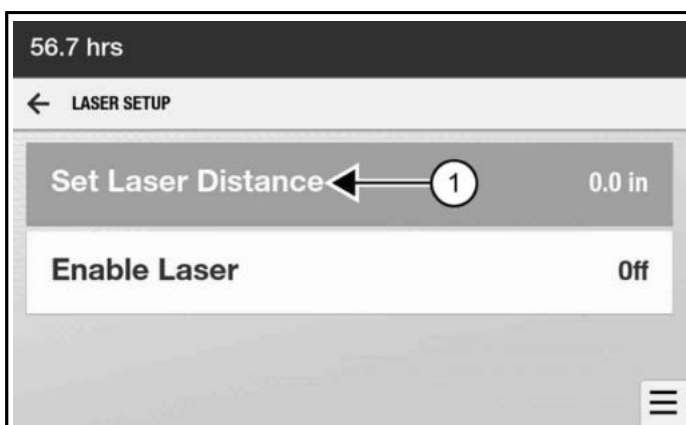 56.7 hrs
← LASER SETUP
Set Laser Distance 1 0.0 in
Enable Laser Off